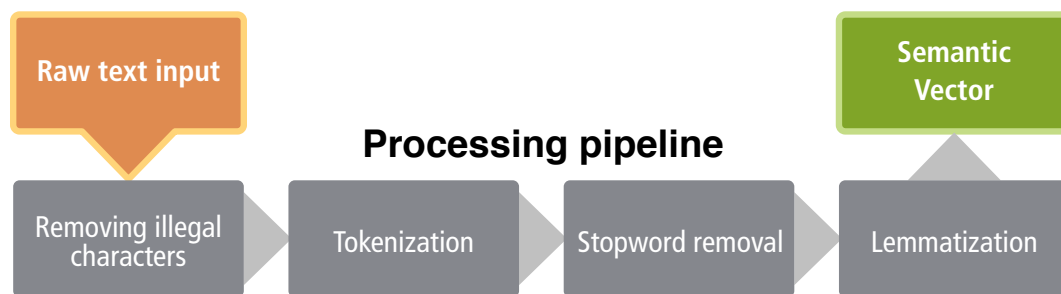 Raw text input
Semantic
Vector
Processing pipeline
Removing illegal
characters
Tokenization
Stopword removal
Lemmatization